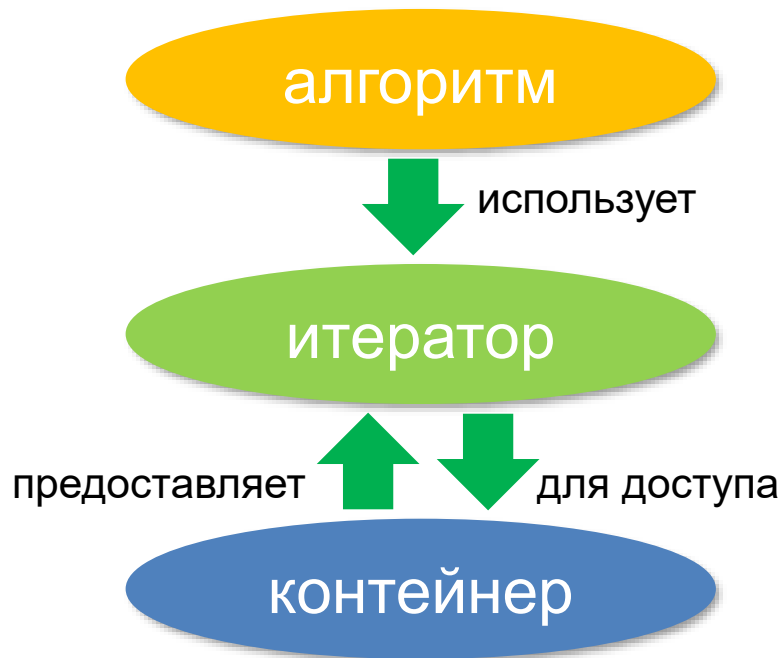 алгоритм
использует
итератор
предоставляет
для доступа
контейнер